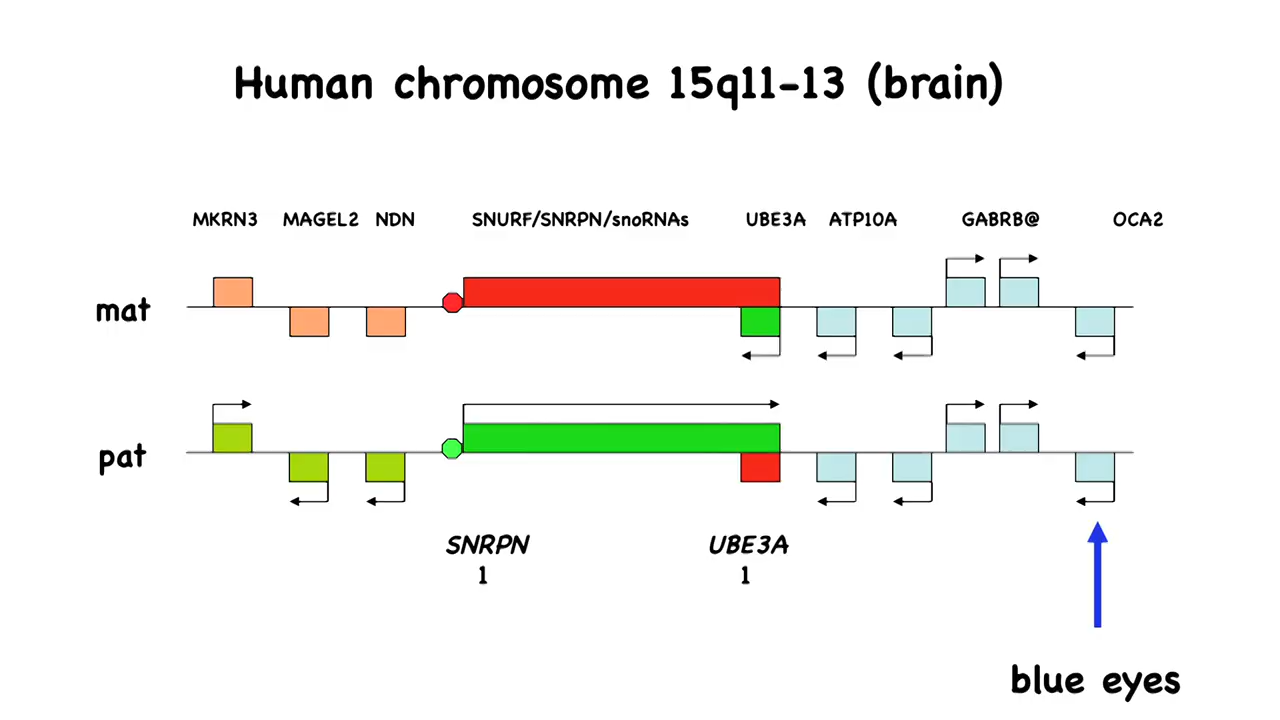 Human chromosome 15q11-13 (brain)
MKRN3 MAGEL2 NDN SNURF/SNRPN/snoRNAs UBE3A ATP10A GABRB@ OCA2
mat
pat
SNRPN UBE3A
1 1
blue eyes